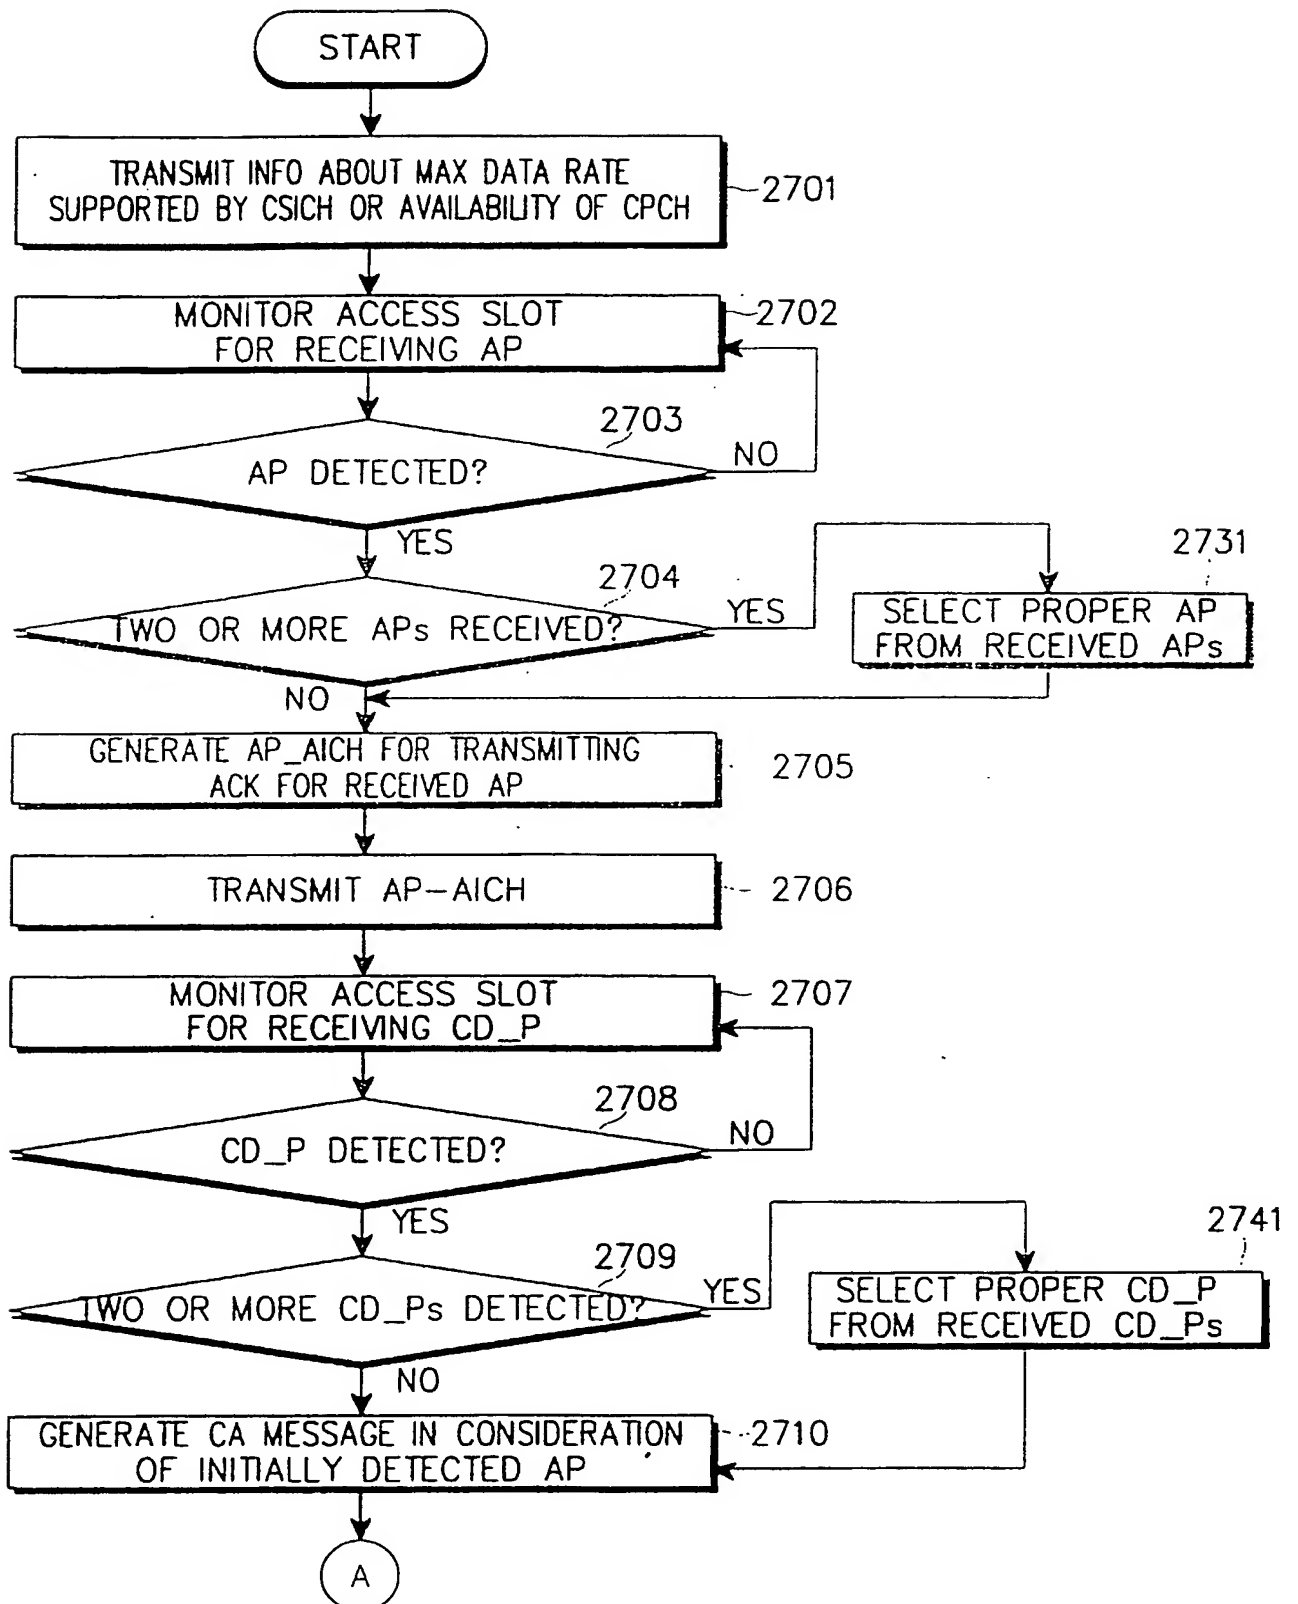 START
TRANSMIT INFO ABOUT MAX DATA RATE
SUPPORTED BY CSICH OR AVAILABILITY OF CPCH
2701
MONITOR ACCESS SLOT
FOR RECEIVING AP
2702
2703
AP DETECTED?
NO
YES
2704
TWO OR MORE APs RECEIVED?
YES
2731
SELECT PROPER AP
FROM RECEIVED APs
NO
GENERATE AP_AICH FOR TRANSMITTING
ACK FOR RECEIVED AP
2705
TRANSMIT AP-AICH
2706
MONITOR ACCESS SLOT
FOR RECEIVING CD_P
2707
2708
CD_P DETECTED?
NO
YES
2709
TWO OR MORE CD_Ps DETECTED?
YES
2741
SELECT PROPER CD_P
FROM RECEIVED CD_Ps
NO
GENERATE CA MESSAGE IN CONSIDERATION
OF INITIALLY DETECTED AP
2710
A